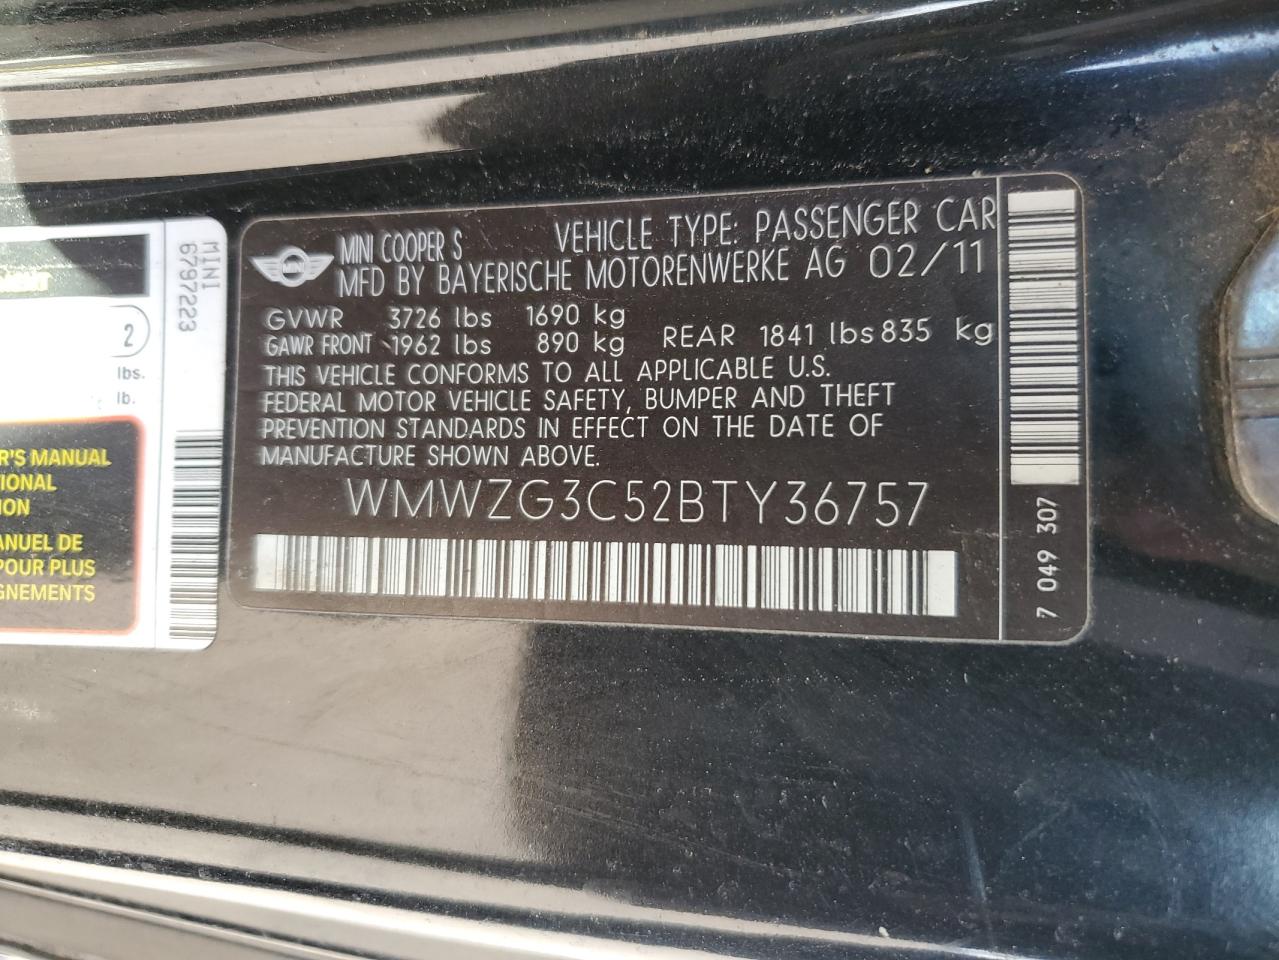 MINI
6797223
2
lbs.
lb.
R'S MANUAL
IONAL
ION
ANUEL DE
POUR PLUS
GNEMENTS
MINI
MINI COOPER S VEHICLE TYPE: PASSENGER CAR
MFD BY BAYERISCHE MOTORENWERKE AG 02/11
GVWR 3726 lbs 1690 kg
GAWR FRONT 1962 lbs 890 kg REAR 1841 lbs 835 kg
THIS VEHICLE CONFORMS TO ALL APPLICABLE U.S.
FEDERAL MOTOR VEHICLE SAFETY, BUMPER AND THEFT
PREVENTION STANDARDS IN EFFECT ON THE DATE OF
MANUFACTURE SHOWN ABOVE.
WMWZG3C52BTY36757
7 049 307